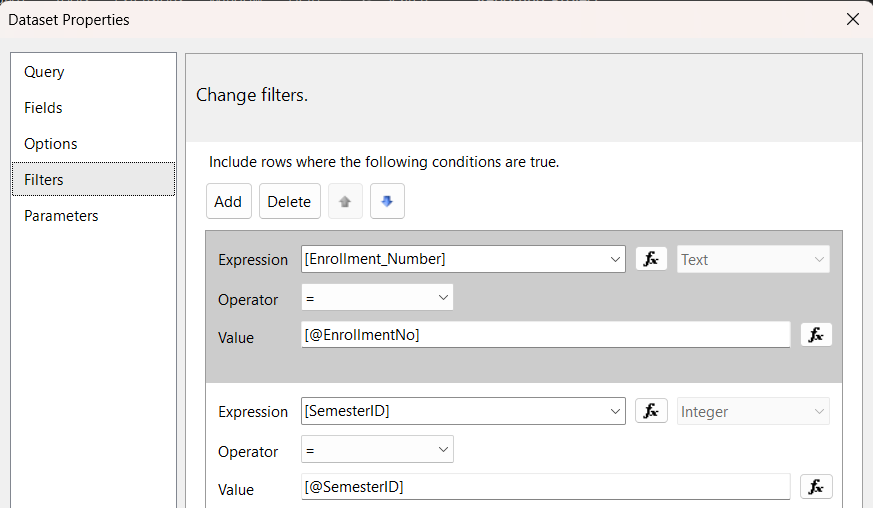 Dataset Properties
Query
Fields
Options
Filters
Parameters
Change filters.
Include rows where the following conditions are true.
Add Delete
Expression [Enrollment_Number] fx Text
Operator =
Value [@EnrollmentNo] fx
Expression [SemesterID] fx Integer
Operator =
Value [@SemesterID] fx